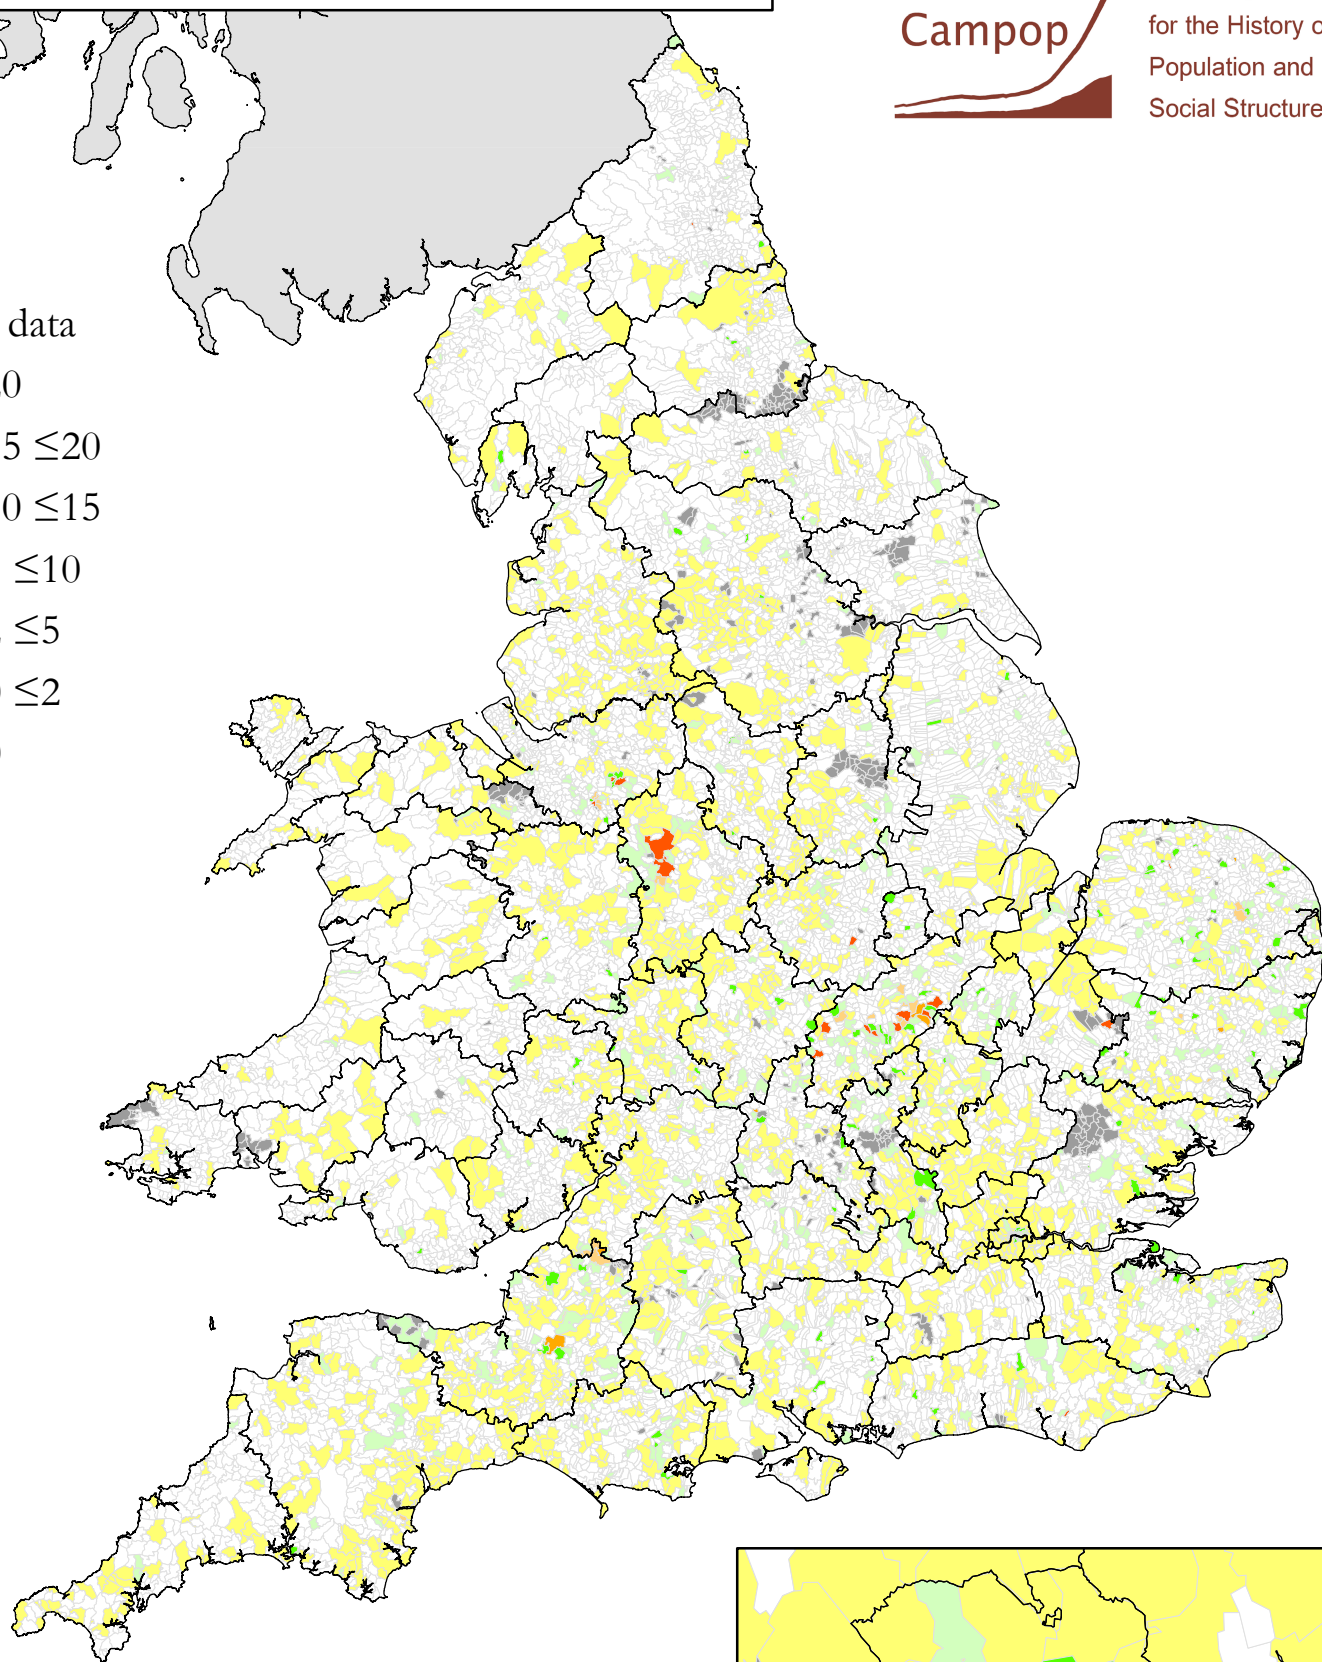 Campop
for the History o
Population and
Social Structure
data
0
5 ≤20
0 ≤15
≤10
≤5
≤2